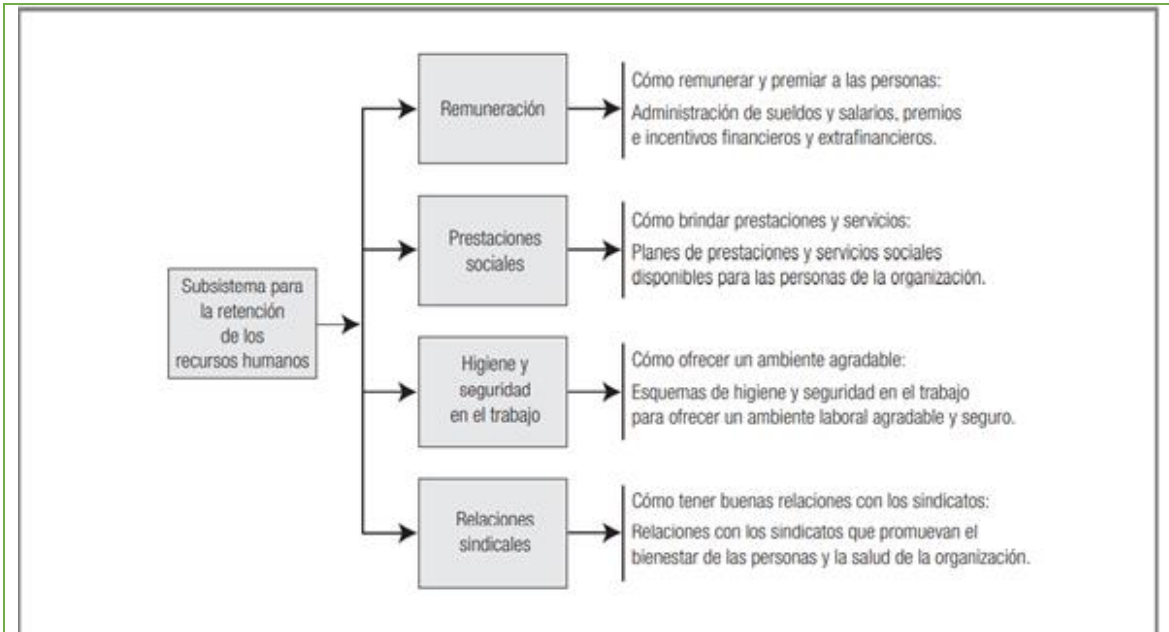 Subsistema para
la retención
de los
recursos humanos
Remuneración
Cómo remunerar y premiar a las personas:
Administración de sueldos y salarios, premios
e incentivos financieros y extrafinancieros.
Prestaciones
sociales
Cómo brindar prestaciones y servicios:
Planes de prestaciones y servicios sociales
disponibles para las personas de la organización.
Higiene y
seguridad
en el trabajo
Cómo ofrecer un ambiente agradable:
Esquemas de higiene y seguridad en el trabajo
para ofrecer un ambiente laboral agradable y seguro.
Relaciones
sindicales
Cómo tener buenas relaciones con los sindicatos:
Relaciones con los sindicatos que promuevan el
bienestar de las personas y la salud de la organización.